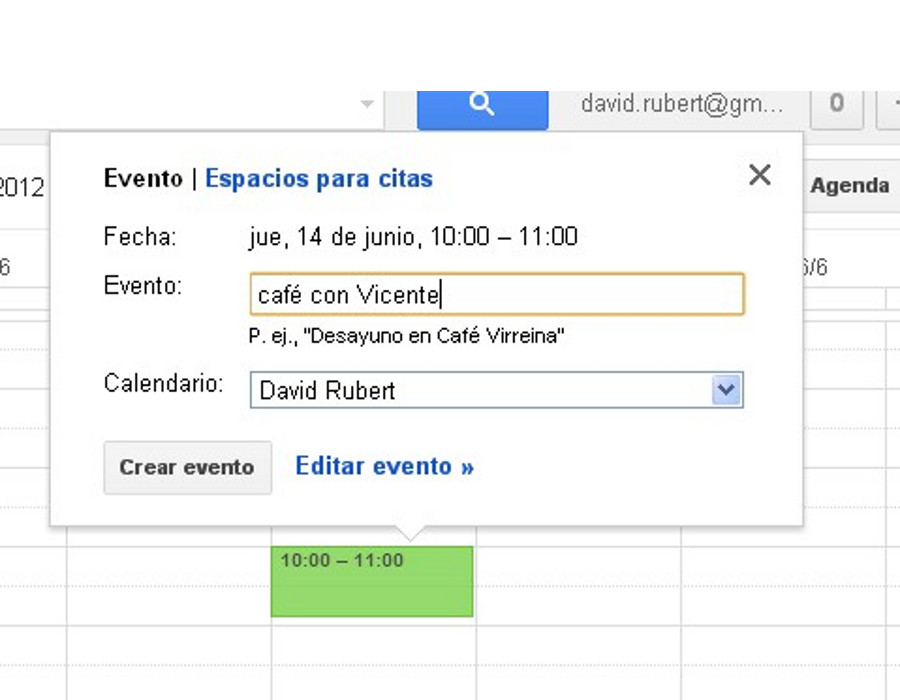 david.rubert@gm...
0
2012
Evento | Espacios para citas
Agenda
Fecha: jue, 14 de junio, 10:00 – 11:00
6
/6
Evento: café con Vicente
P. ej., "Desayuno en Café Virreina"
Calendario: David Rubert
Crear evento Editar evento »
10:00 – 11:00